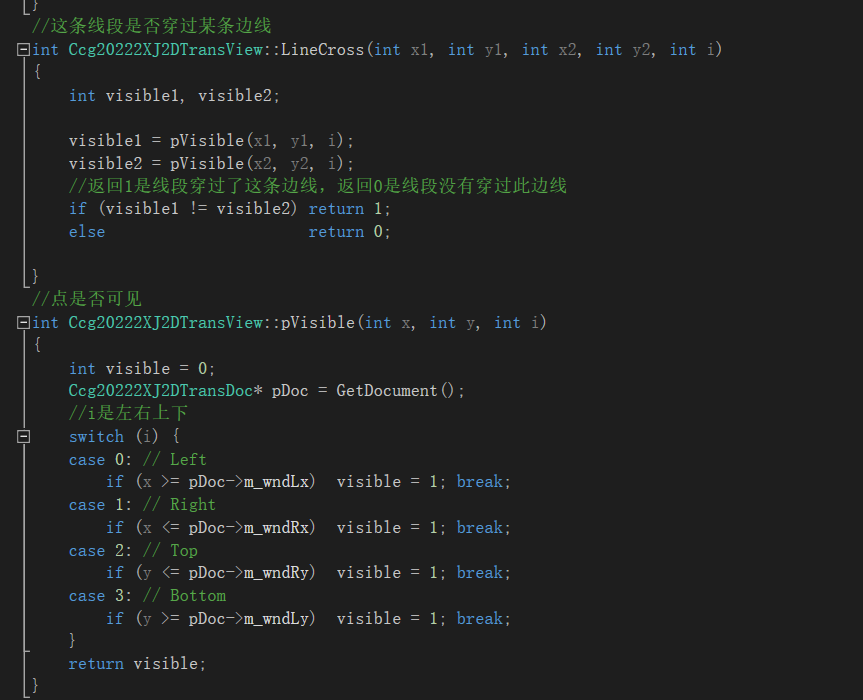 }
//这条线段是否穿过某条边线
int Ccg20222XJ2DTransView::LineCross(int x1, int y1, int x2, int y2, int i)
{
    int visible1, visible2;

    visible1 = pVisible(x1, y1, i);
    visible2 = pVisible(x2, y2, i);
    //返回1是线段穿过了这条边线，返回0是线段没有穿过此边线
    if (visible1 != visible2) return 1;
    else                      return 0;

}
//点是否可见
int Ccg20222XJ2DTransView::pVisible(int x, int y, int i)
{
    int visible = 0;
    Ccg20222XJ2DTransDoc* pDoc = GetDocument();
    //i是左右上下
    switch (i) {
    case 0: // Left
        if (x >= pDoc->m_wndLx)  visible = 1; break;
    case 1: // Right
        if (x <= pDoc->m_wndRx)  visible = 1; break;
    case 2: // Top
        if (y <= pDoc->m_wndRy)  visible = 1; break;
    case 3: // Bottom
        if (y >= pDoc->m_wndLy)  visible = 1; break;
    }
    return visible;
}